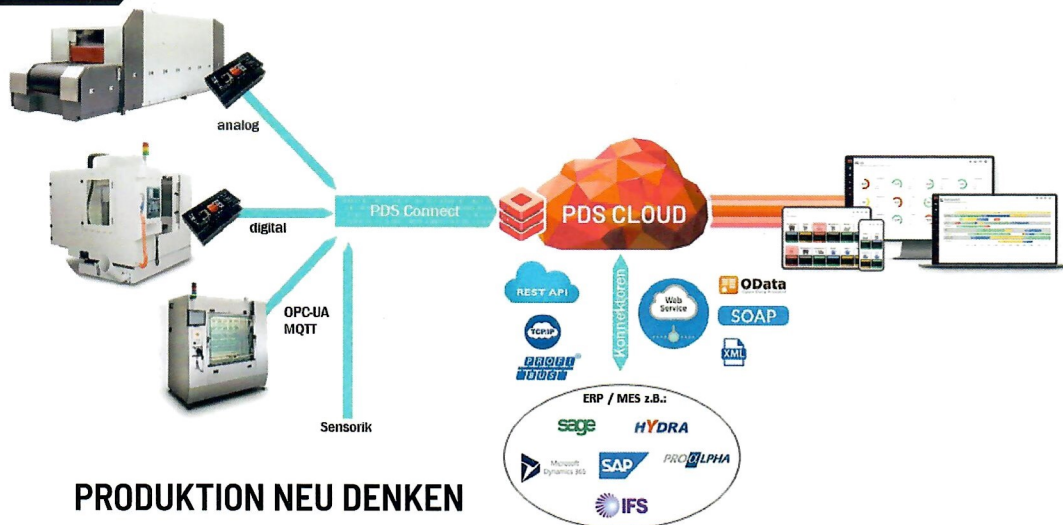 analog
digital
OPC-UA
MQTT
Sensorik
PDS Connect
PDS CLOUD
REST API
TCP/IP
PROFI
BUS
Konnektoren
Web
Service
OData
SOAP
XML
ERP / MES z.B.:
sage
HYDRA
Microsoft
Dynamics 365
SAP
PROALPHA
IFS
PRODUKTION NEU DENKEN